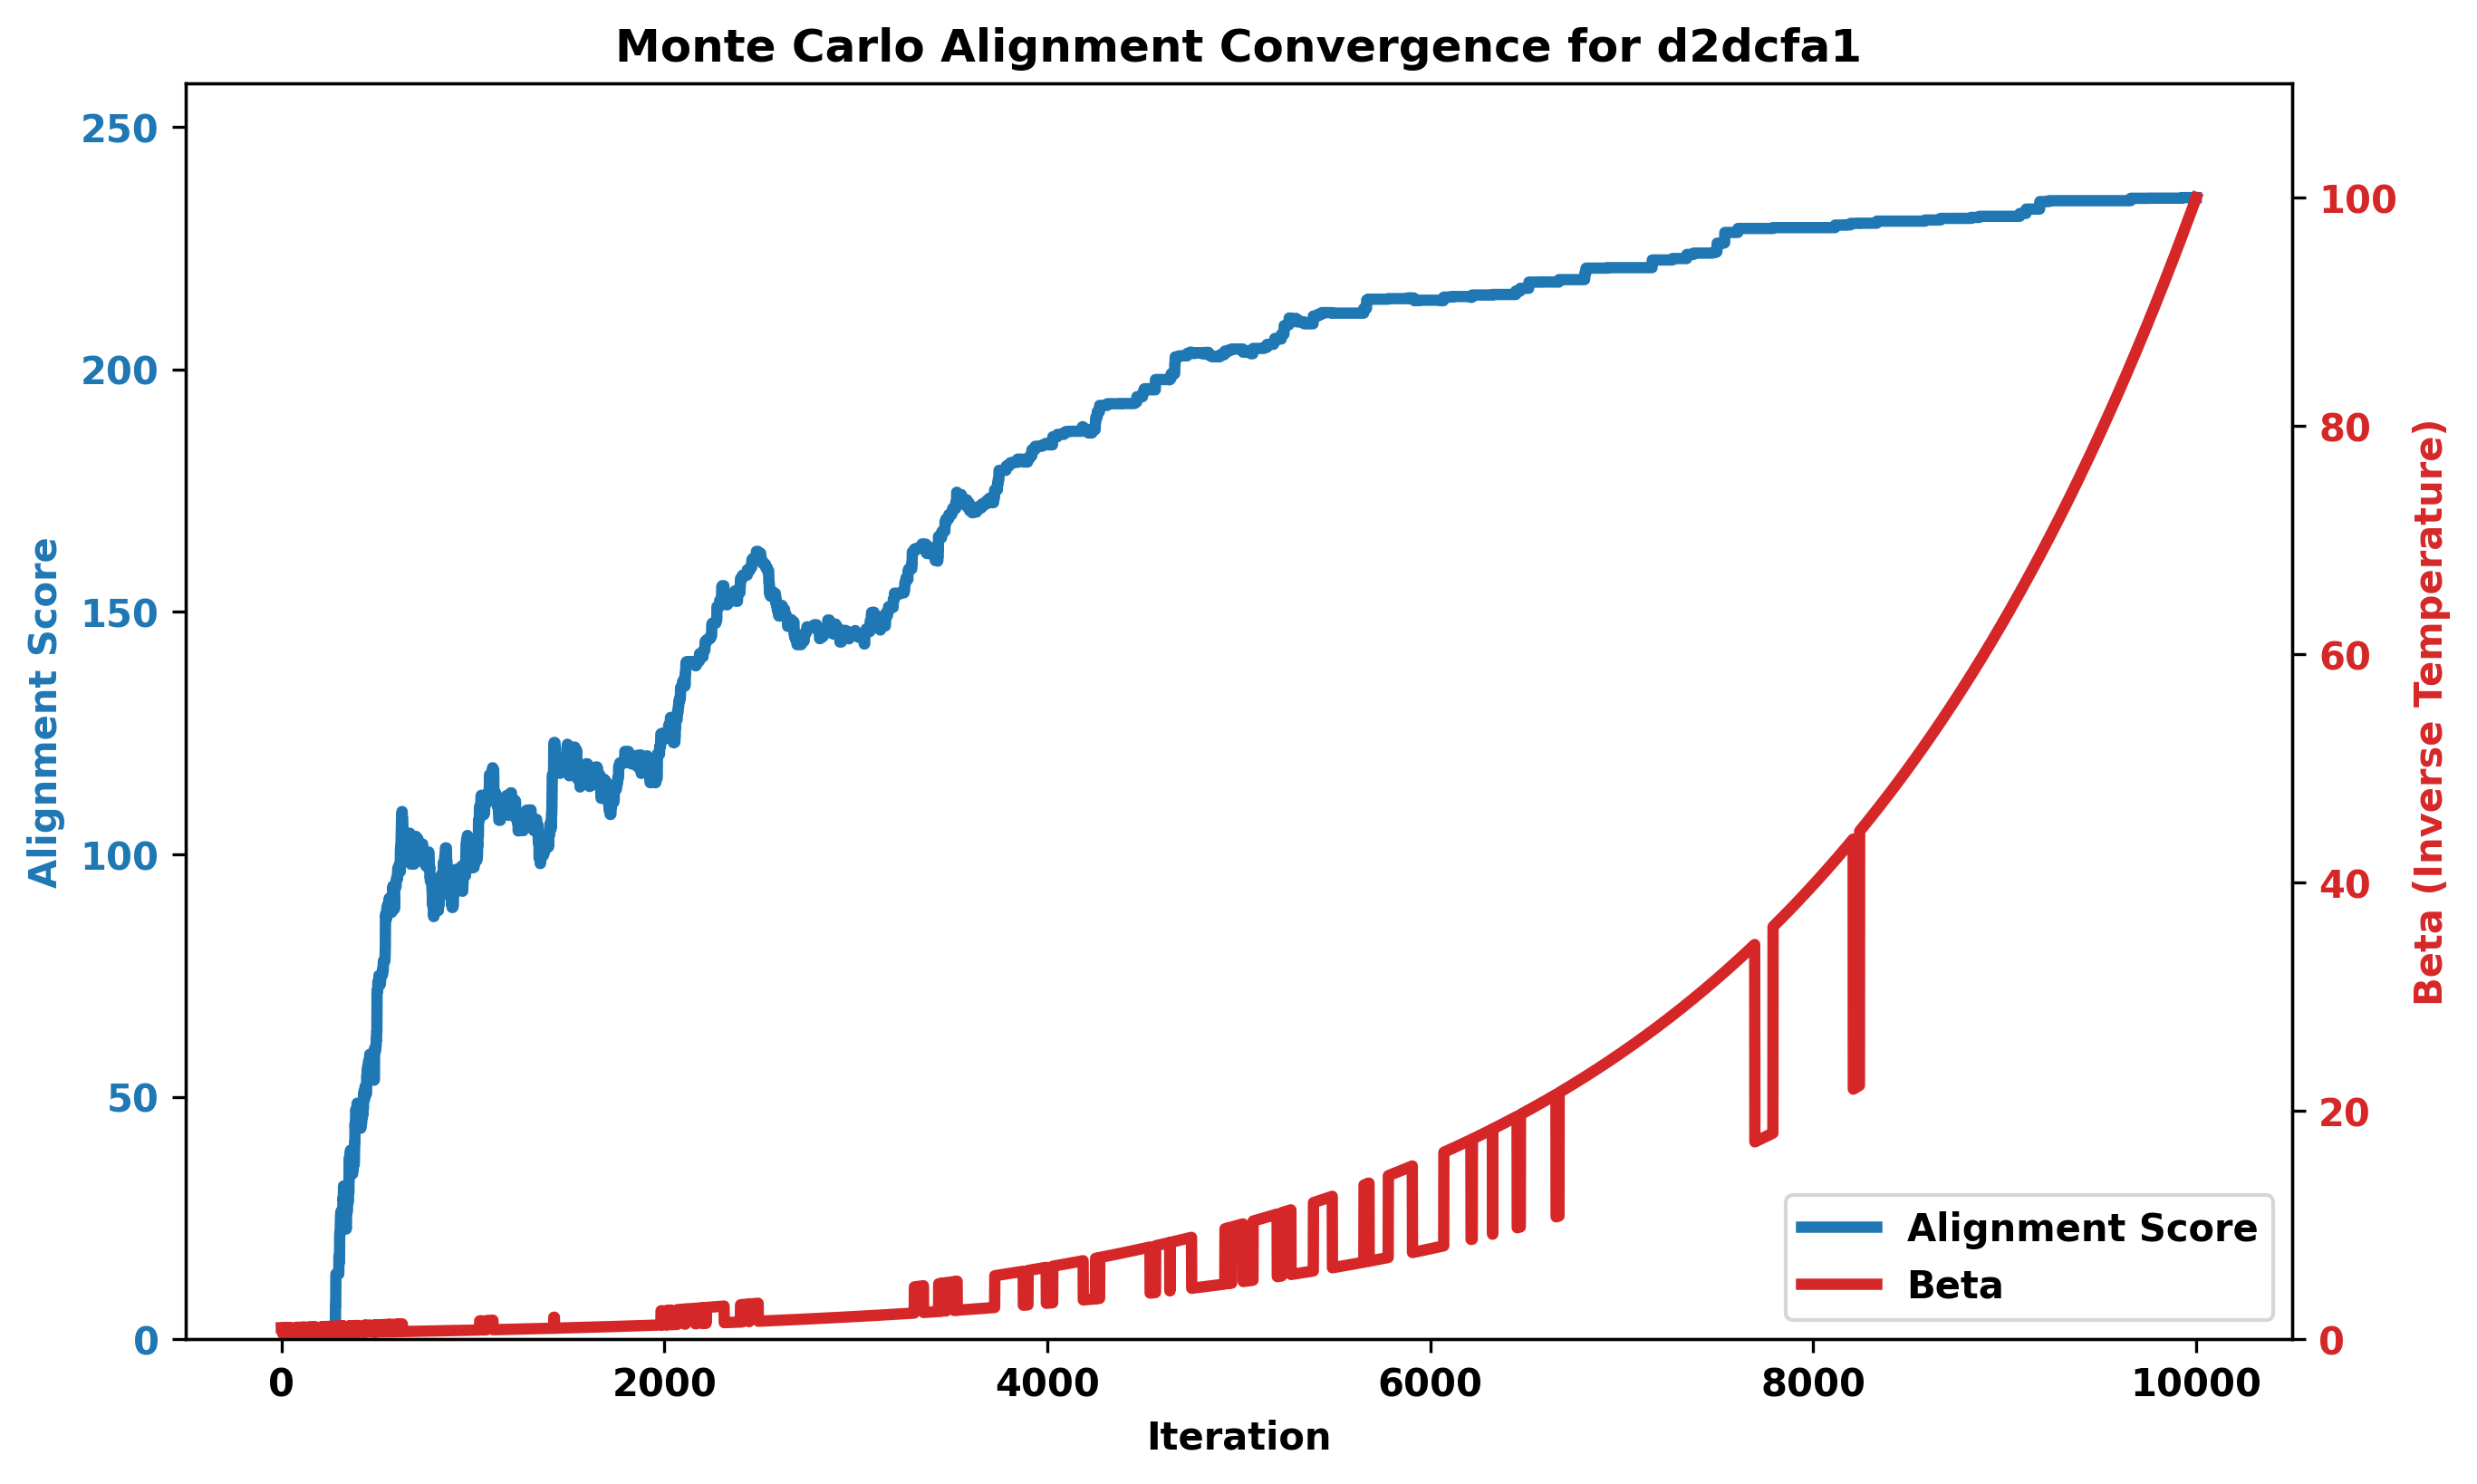 Monte Carlo Alignment Convergence for d2dcfa1
250
200
150
100
50
0
Alignment Score
100
80
60
40
20
0
Beta (Inverse Temperature)
Alignment Score
Beta
0 2000 4000 6000 8000 10000
Iteration